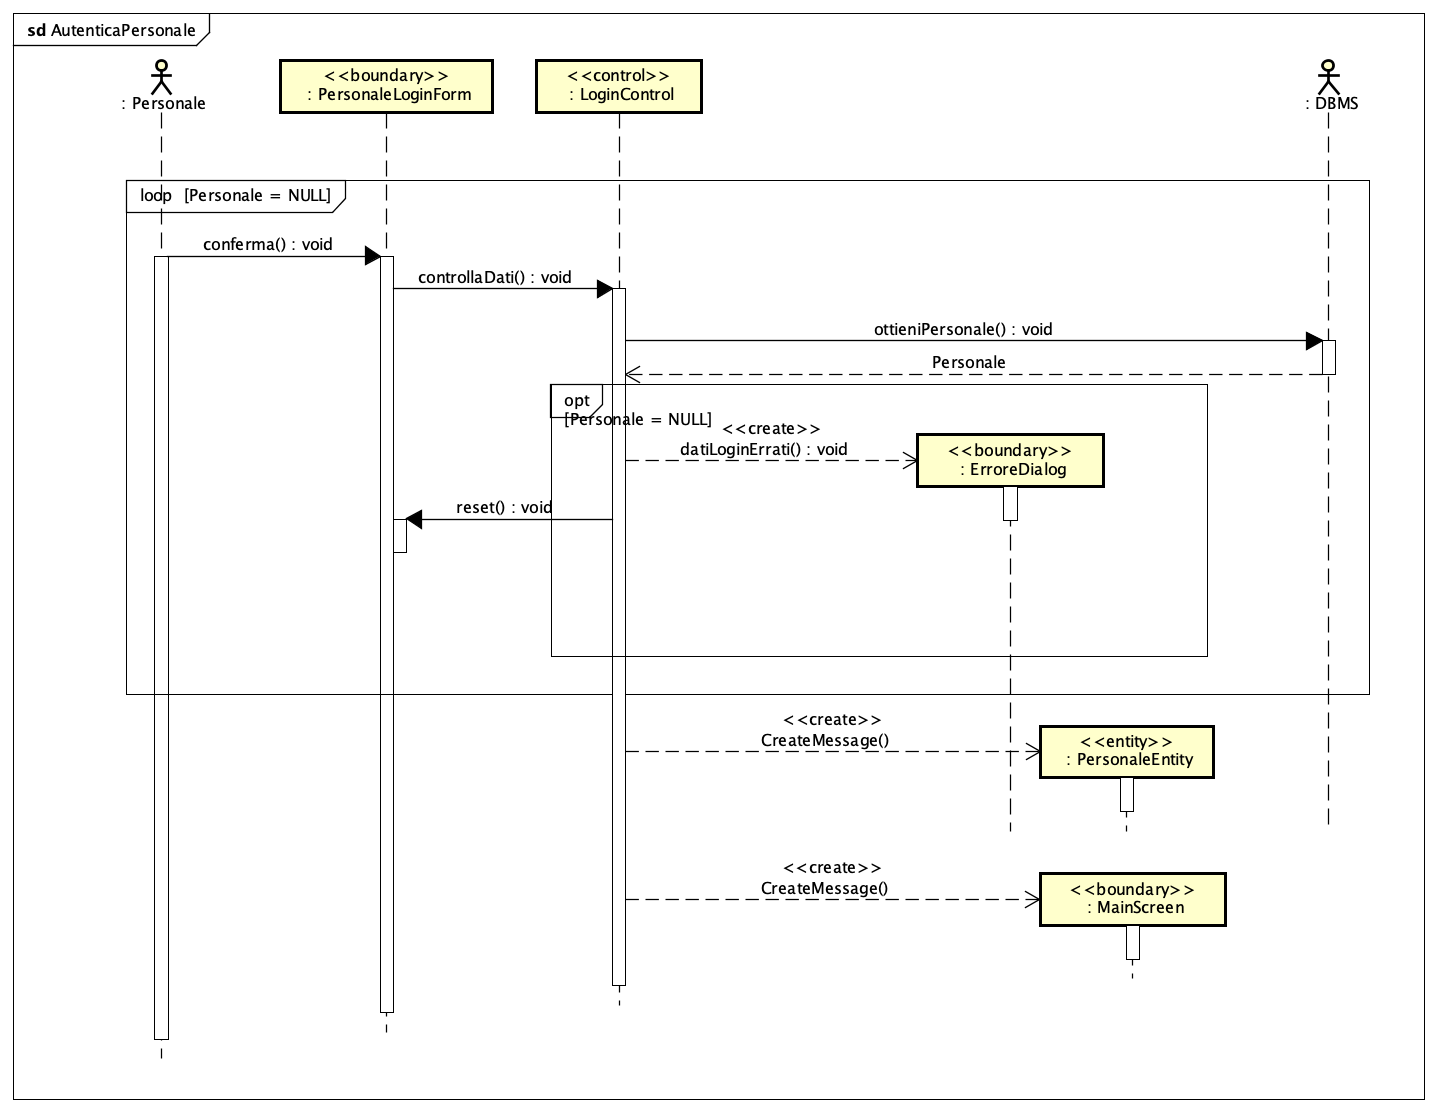 sd AutenticaPersonale
: Personale
<<boundary>>
: PersonaleLoginForm
<<control>>
: LoginControl
: DBMS
loop [Personale = NULL]
conferma() : void
controllaDati() : void
ottieniPersonale() : void
Personale
opt
[Personale = NULL]
<<create>>
datiLoginErrati() : void
<<boundary>>
: ErroreDialog
reset() : void
<<create>>
CreateMessage()
<<entity>>
: PersonaleEntity
<<create>>
CreateMessage()
<<boundary>>
: MainScreen